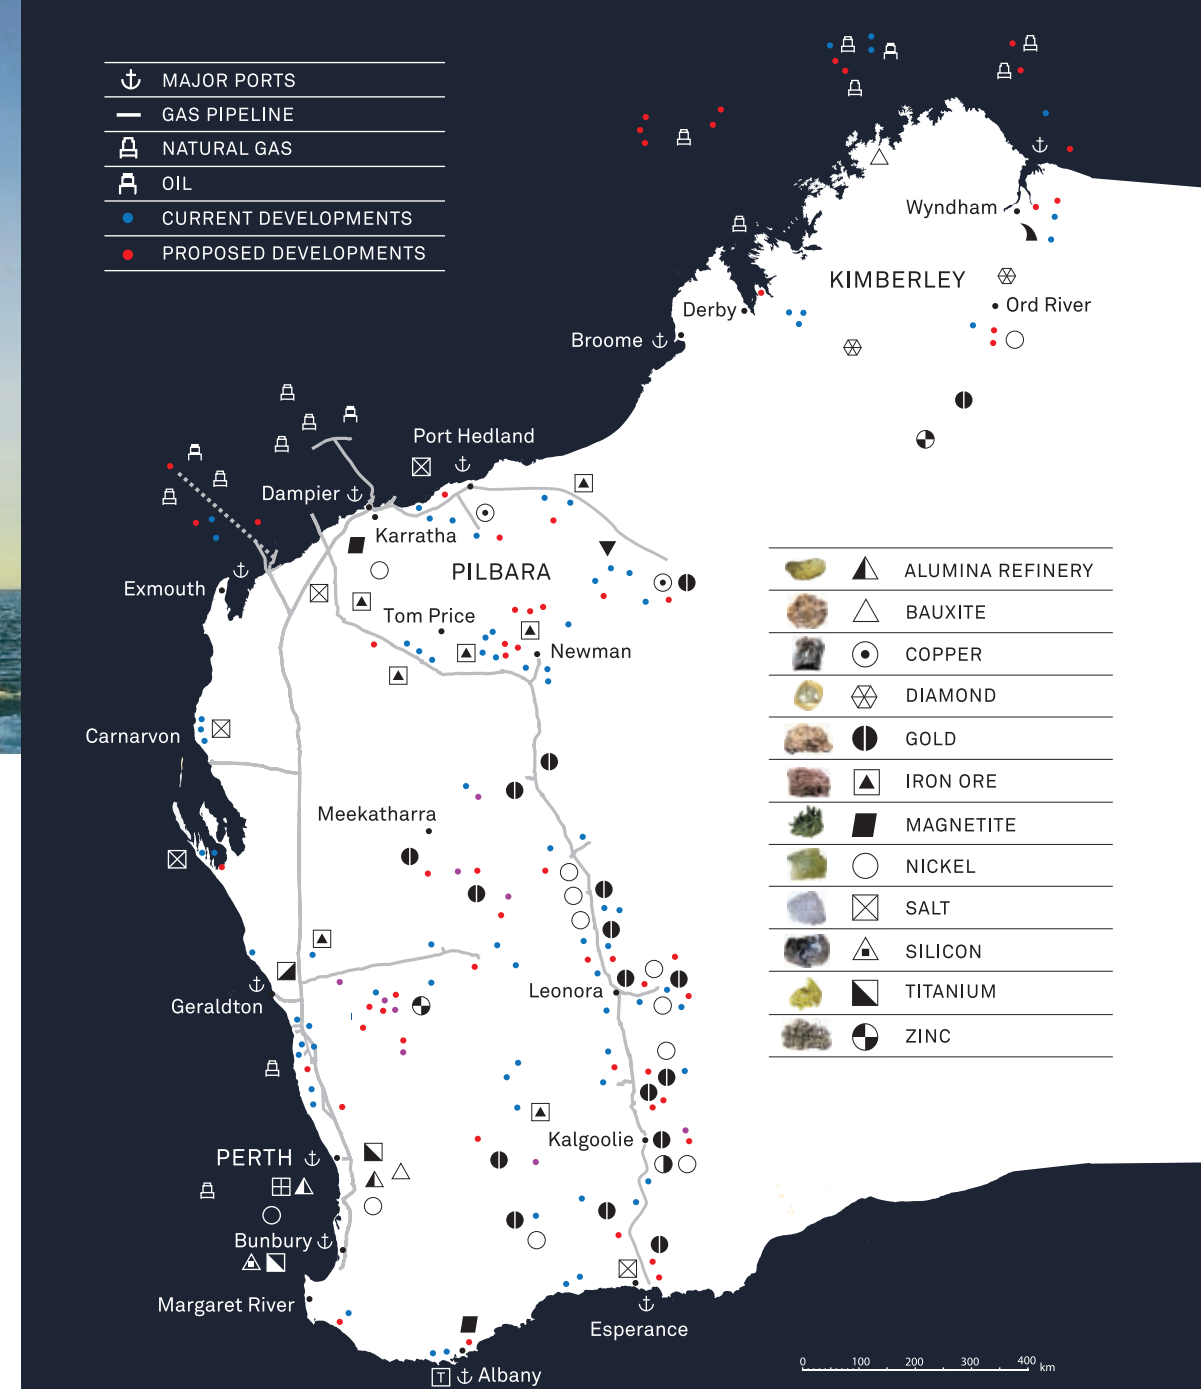 MAJOR PORTS
GAS PIPELINE
NATURAL GAS
OIL
CURRENT DEVELOPMENTS
PROPOSED DEVELOPMENTS
Wyndham
KIMBERLEY
Ord River
Derby
Broome
Port Hedland
Dampier
Karratha
PILBARA
Exmouth
Tom Price
Newman
Carnarvon
Meekatharra
Geraldton
Leonora
Kalgoolie
PERTH
Bunbury
Margaret River
Esperance
T
Albany
ALUMINA REFINERY
BAUXITE
COPPER
DIAMOND
GOLD
IRON ORE
MAGNETITE
NICKEL
SALT
SILICON
TITANIUM
ZINC
0 100 200 300 400 km